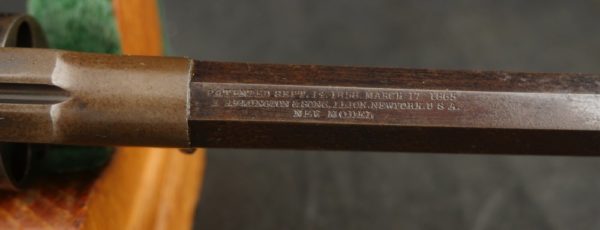 PATENTED SEPT. 14. 1858 MARCH 17 1863
E. REMINGTON & SONS. ILION. NEW YORK. U S A.
NEW MODEL